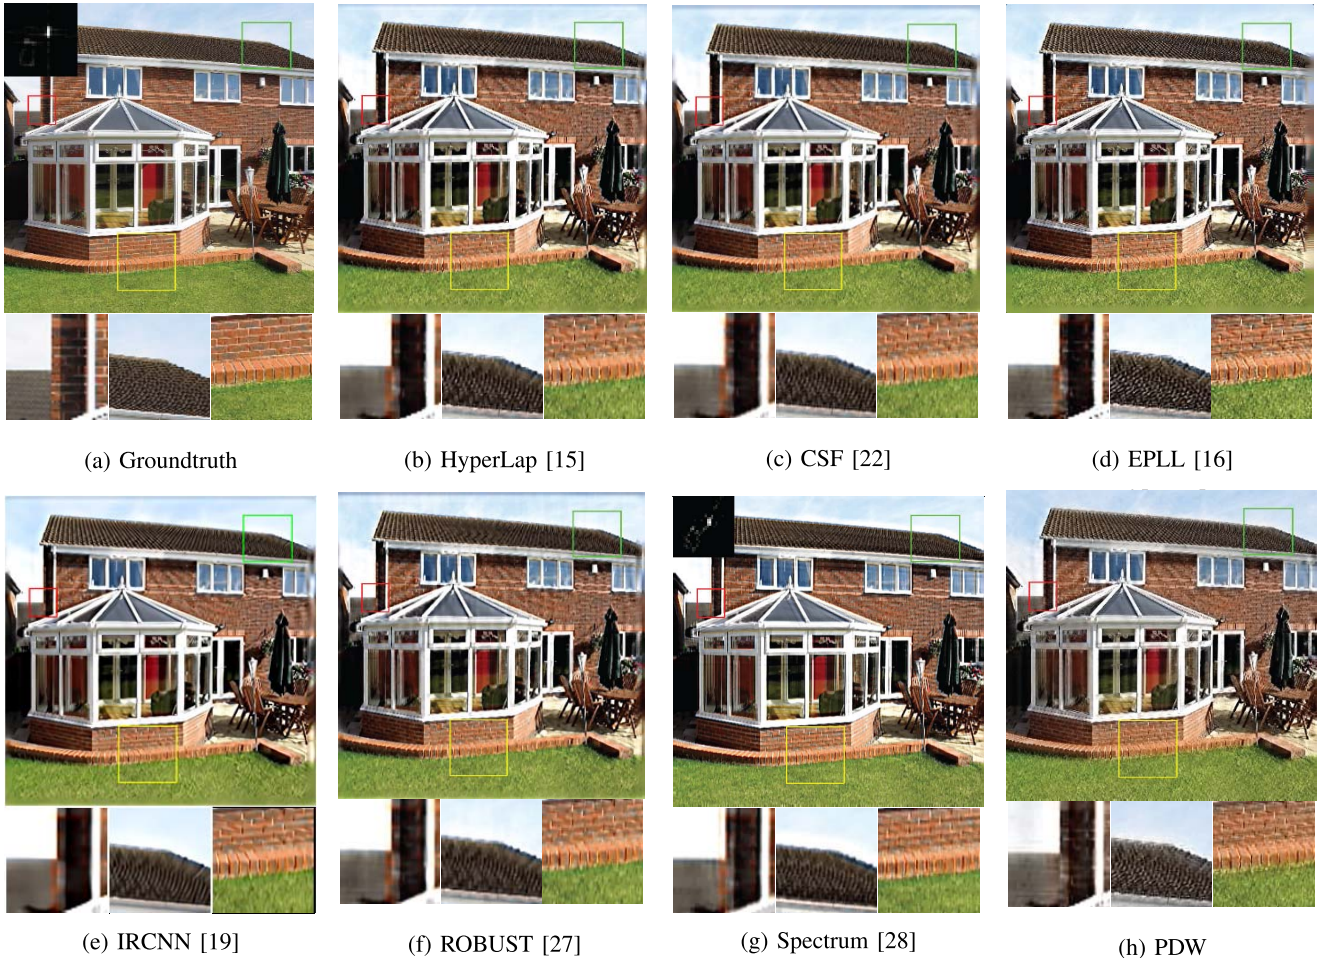 (a) Groundtruth
(b) HyperLap [15]
(c) CSF [22]
(d) EPLL [16]
(e) IRCNN [19]
(f) ROBUST [27]
(g) Spectrum [28]
(h) PDW